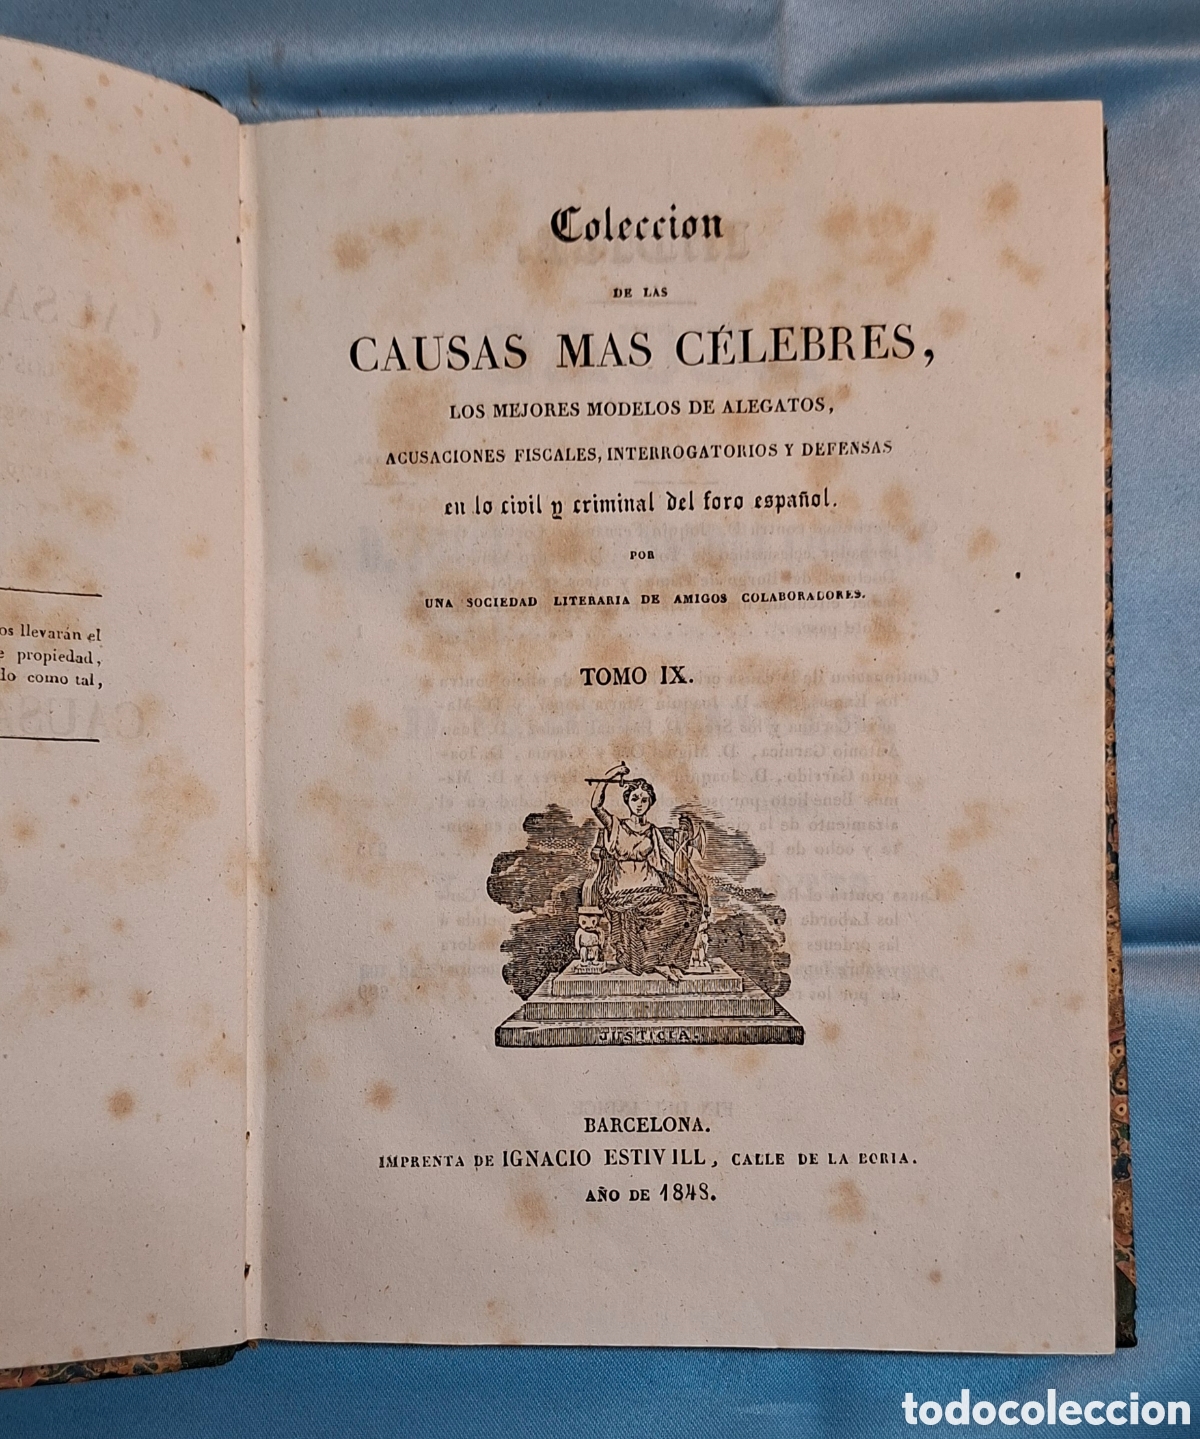 os llevarán el
e propiedad,
do como tal,
Coleccion
DE LAS
CAUSAS MAS CÉLEBRES,
LOS MEJORES MODELOS DE ALEGATOS,
ACUSACIONES FISCALES, INTERROGATORIOS Y DEFENSAS
en lo civil y criminal del foro español.
POR
UNA SOCIEDAD LITERARIA DE AMIGOS COLABORADORES.
TOMO IX.
JUSTICIA.
BARCELONA.
IMPRENTA DE IGNACIO ESTIVILL, CALLE DE LA BORIA.
AÑO DE 1848.
todocoleccion